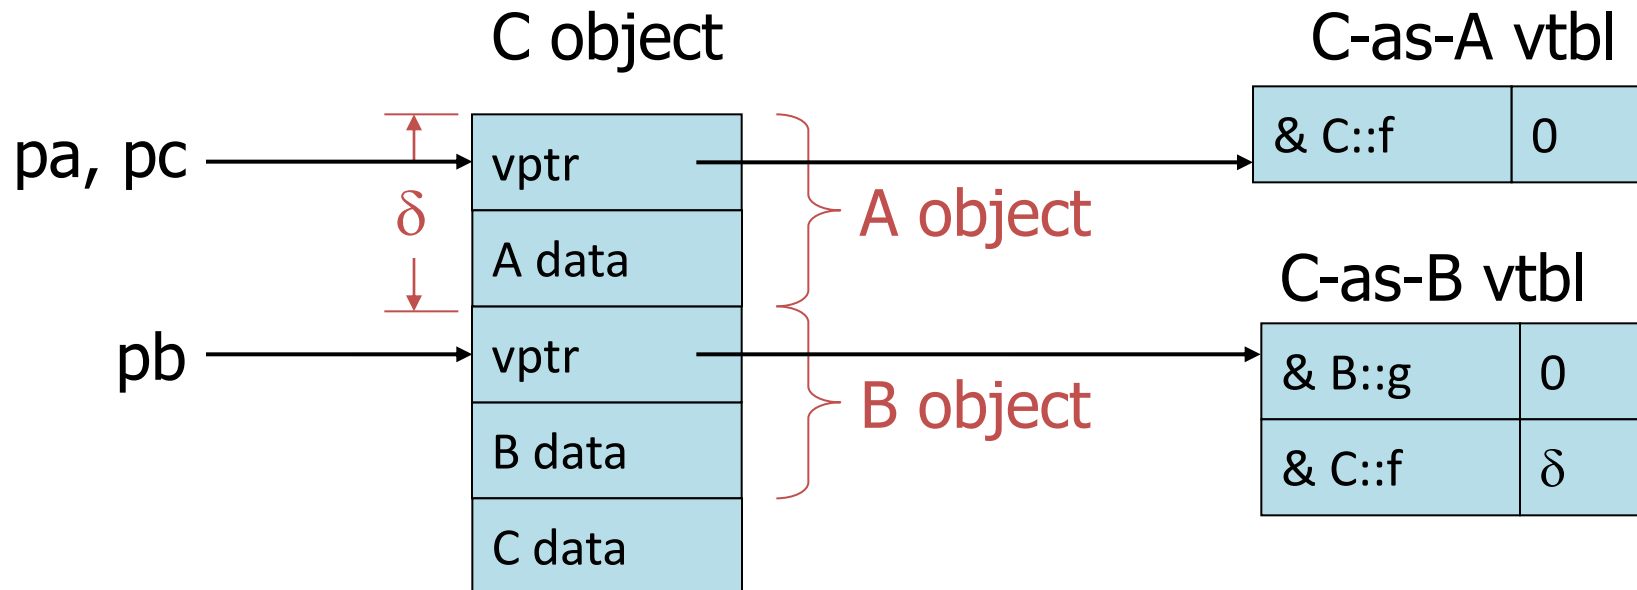 C object
C-as-A vtbl
pa, pc
vptr
& C::f 0
δ
A object
A data
C-as-B vtbl
pb
vptr
& B::g 0
B object
B data
& C::f δ
C data